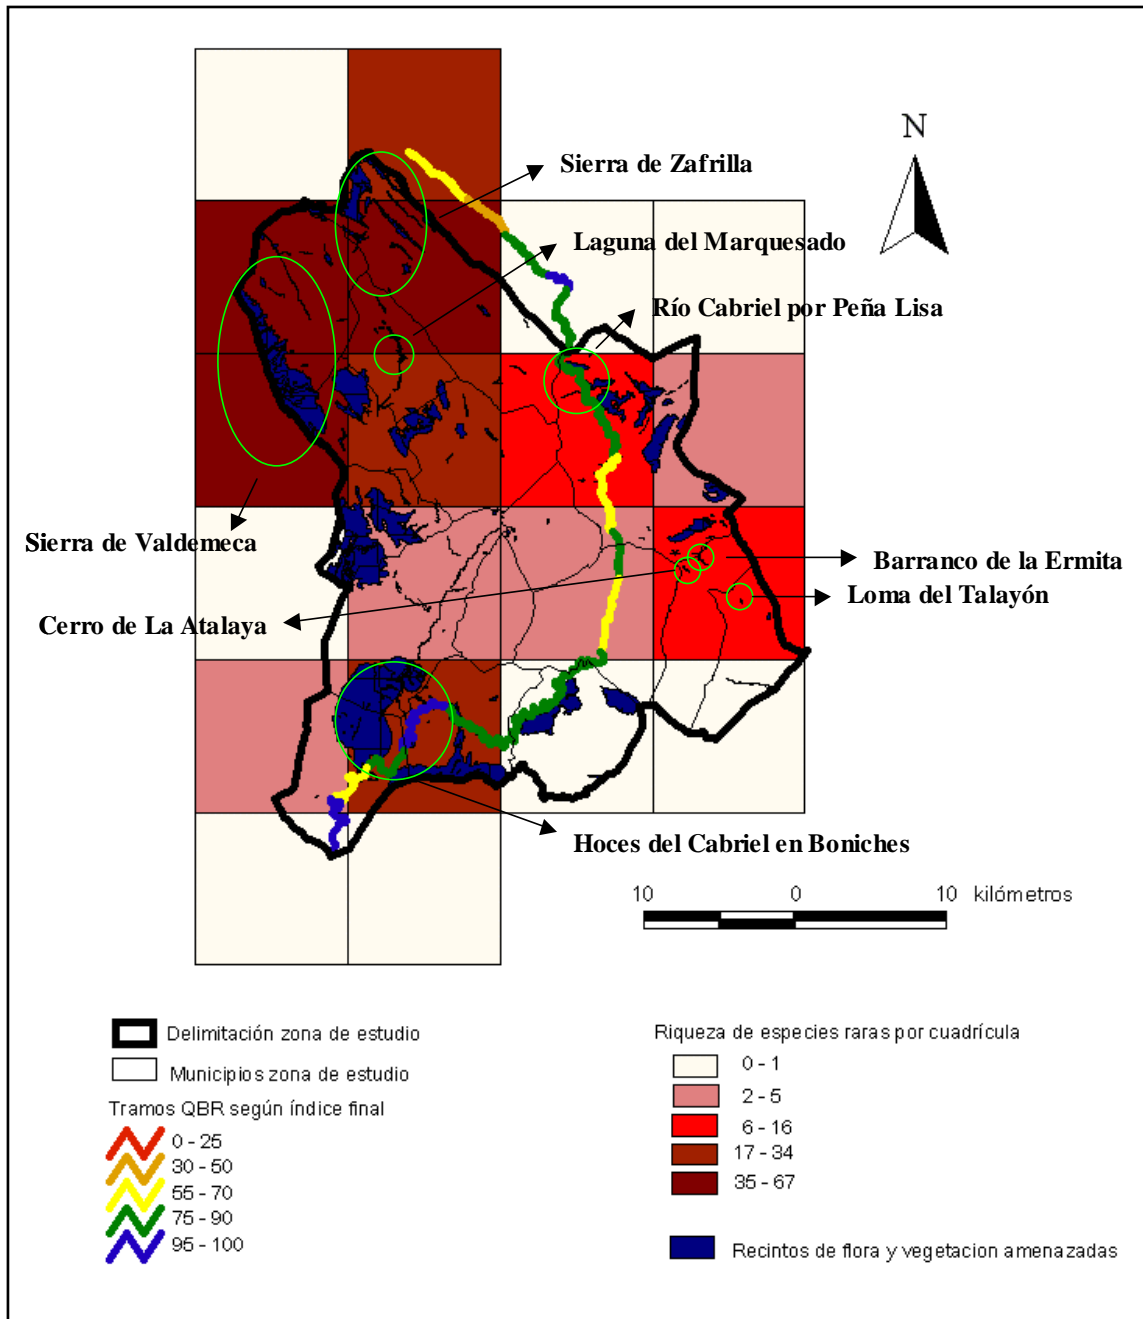 N
Sierra de Zafrilla
Laguna del Marquesado
Río Cabriel por Peña Lisa
Sierra de Valdemeca
Barranco de la Ermita
Loma del Talayón
Cerro de La Atalaya
Hoces del Cabriel en Boniches
10 0 10 kilómetros
Delimitación zona de estudio
Municipios zona de estudio
Tramos QBR según índice final
0 - 25
30 - 50
55 - 70
75 - 90
95 - 100
Riqueza de especies raras por cuadrícula
0 - 1
2 - 5
6 - 16
17 - 34
35 - 67
Recintos de flora y vegetacion amenazadas